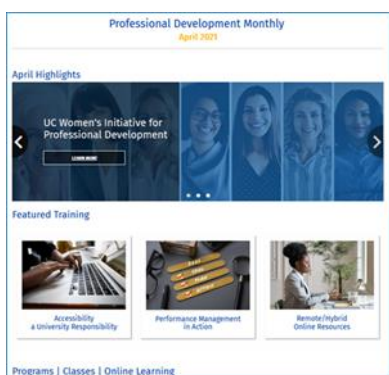 Professional Development Monthly
April 2021
April Highlights
UC Women's Initiative for
Professional Development
LEARN MORE
Featured Training
Accessibility
a University Responsibility
Performance Management
in Action
Remote/Hybrid
Online Resources
Programs | Classes | Online Learning